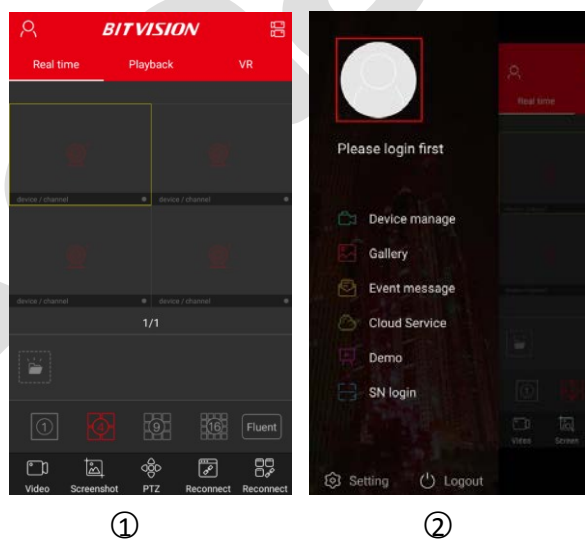 BITVISION
Real time Playback VR
device / channel device / channel
device / channel device / channel
1/1
1 4 9 16 Fluent
Video Screenshot PTZ Reconnect Reconnect
①
Please login first
Device manage
Gallery
Event message
Cloud Service
Demo
SN login
Setting Logout
Real time
1
Video Screen
②